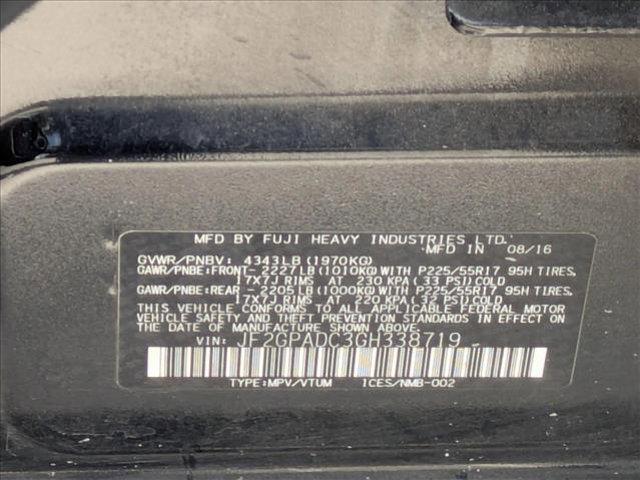 MFD BY FUJI HEAVY INDUSTRIES LTD.
IN 08/16
GVWR/PNBV: 4343LB (1970KG)
GAWR/PNBE: FRONT- 2227LB (1010KG) WITH P225/55R17 95H TIRES,
17X7J RIMS AT 230 KPA (33 PSI) COLD
GAWR/PNBE: REAR -2205LB (1000KG) WITH P225/55R17 95H TIRES,
17X7J RIMS AT 220 KPA (32 PSI) COLD
THIS VEHICLE CONFORMS TO ALL APPLICABLE FEDERAL MOTOR
VEHICLE SAFETY AND THEFT PREVENTION STANDARDS IN EFFECT
ON THE DATE OF MANUFACTURE SHOWN ABOVE.
VIN: JF2GPADC3GH338719
TYPE: MPV/VTUM ICES/NMB-002